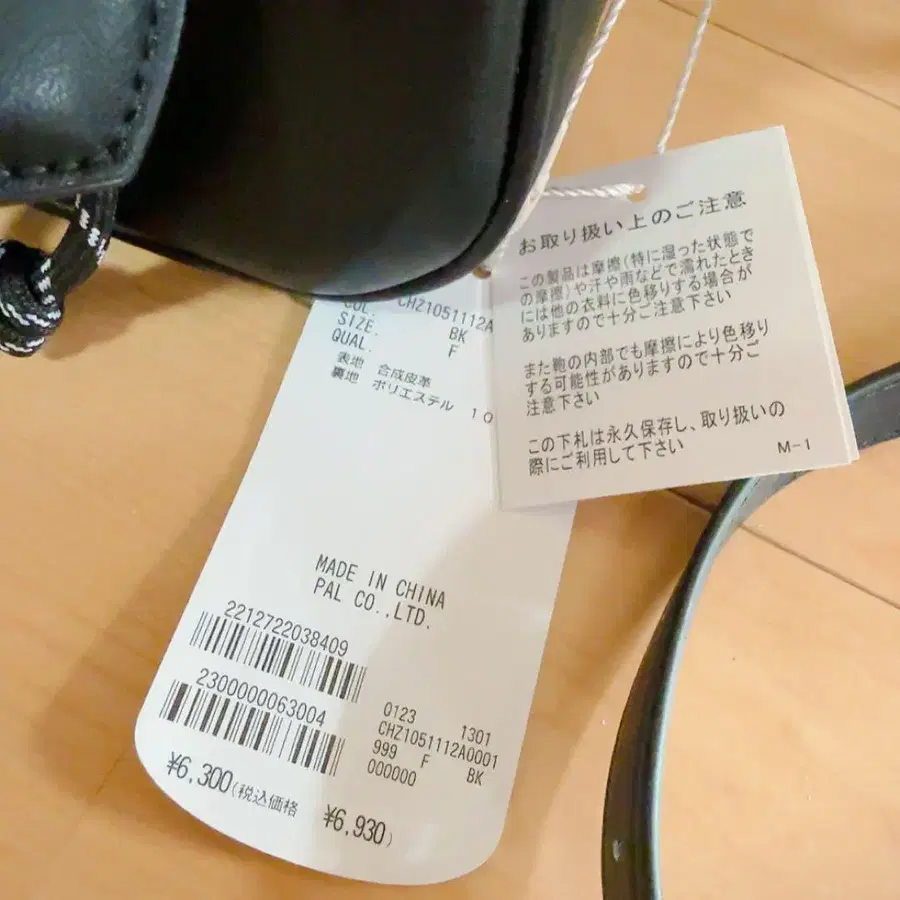 お取り扱い上のご注意
この製品は摩擦(特に湿った状態で
の摩擦)や汗や雨などで濡れたとき
には他の衣料に色移りする場合が
ありますので十分ご注意下さい
また鞄の内部でも摩擦により色移り
する可能性がありますので十分ご
注意下さい
この下札は永久保存し、取り扱いの
際にご利用して下さい
M-1
CHZ1051112A
COL. BK
SIZE. F
QUAL.
表地 合成皮革
裏地 ポリエステル 10
MADE IN CHINA
PAL CO.,LTD.
2212722038409
2300000063004
0123 1301
CHZ1051112A0001
999 F BK
000000
¥6,300(税込価格 ¥6,930)